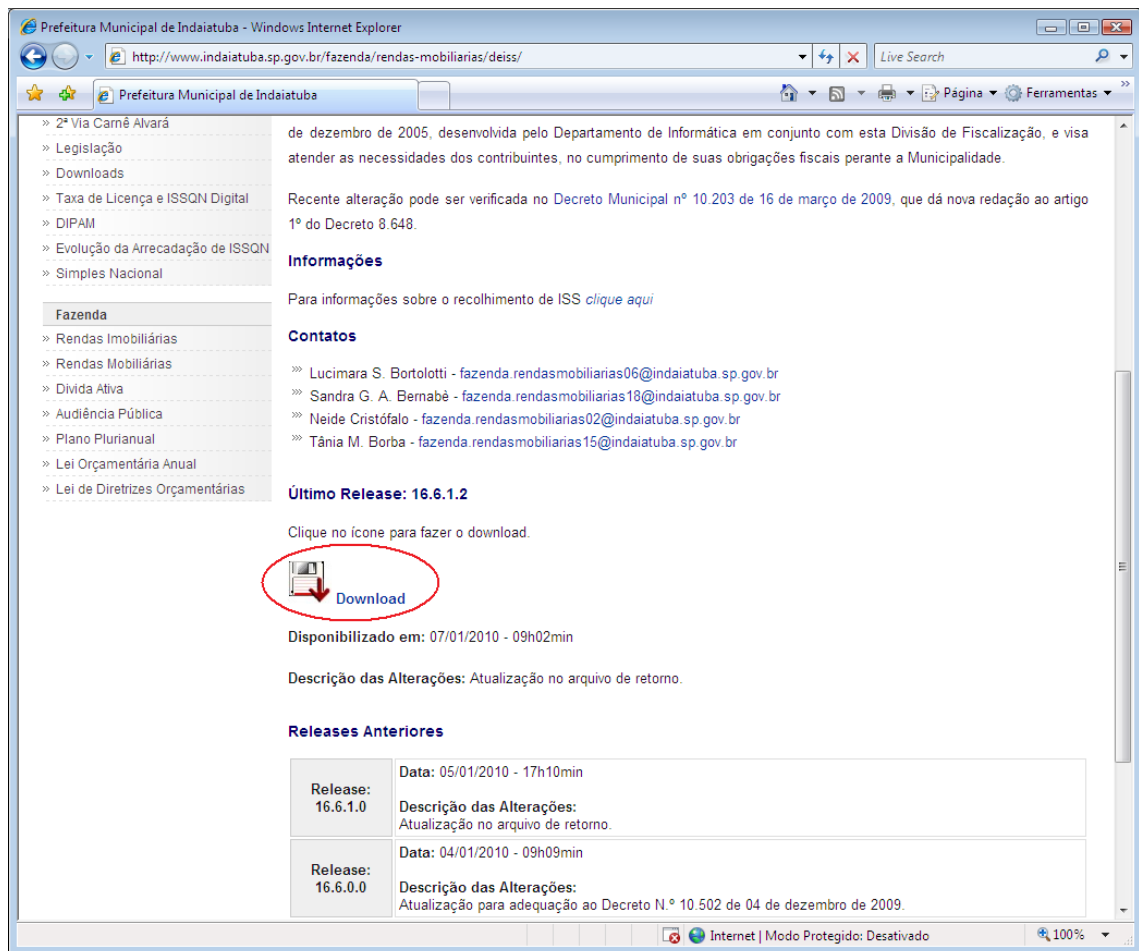 Prefeitura Municipal de Indaiatuba - Windows Internet Explorer
http://www.indaiatuba.sp.gov.br/fazenda/rendas-mobiliarias/deiss/
Live Search
Prefeitura Municipal de Indaiatuba
Página
Ferramentas
» 2ª Via Carnê Alvará
» Legislação
» Downloads
» Taxa de Licença e ISSQN Digital
» DIPAM
» Evolução da Arrecadação de ISSQN
» Simples Nacional
Fazenda
» Rendas Imobiliárias
» Rendas Mobiliárias
» Divida Ativa
» Audiência Pública
» Plano Plurianual
» Lei Orçamentária Anual
» Lei de Diretrizes Orçamentárias
de dezembro de 2005, desenvolvida pelo Departamento de Informática em conjunto com esta Divisão de Fiscalização, e visa
atender as necessidades dos contribuintes, no cumprimento de suas obrigações fiscais perante a Municipalidade.
Recente alteração pode ser verificada no Decreto Municipal nº 10.203 de 16 de março de 2009, que dá nova redação ao artigo
1º do Decreto 8.648.
Informações
Para informações sobre o recolhimento de ISS clique aqui
Contatos
Lucimara S. Bortolotti - fazenda.rendasmobiliarias06@indaiatuba.sp.gov.br
Sandra G. A. Bernabè - fazenda.rendasmobiliarias18@indaiatuba.sp.gov.br
Neide Cristófalo - fazenda.rendasmobiliarias02@indaiatuba.sp.gov.br
Tânia M. Borba - fazenda.rendasmobiliarias15@indaiatuba.sp.gov.br
Último Release: 16.6.1.2
Clique no ícone para fazer o download.
Download
Disponibilizado em: 07/01/2010 - 09h02min
Descrição das Alterações: Atualização no arquivo de retorno.
Releases Anteriores
Release:
16.6.1.0
Data: 05/01/2010 - 17h10min
Descrição das Alterações:
Atualização no arquivo de retorno.
Release:
16.6.0.0
Data: 04/01/2010 - 09h09min
Descrição das Alterações:
Atualização para adequação ao Decreto N.º 10.502 de 04 de dezembro de 2009.
Internet | Modo Protegido: Desativado
100%